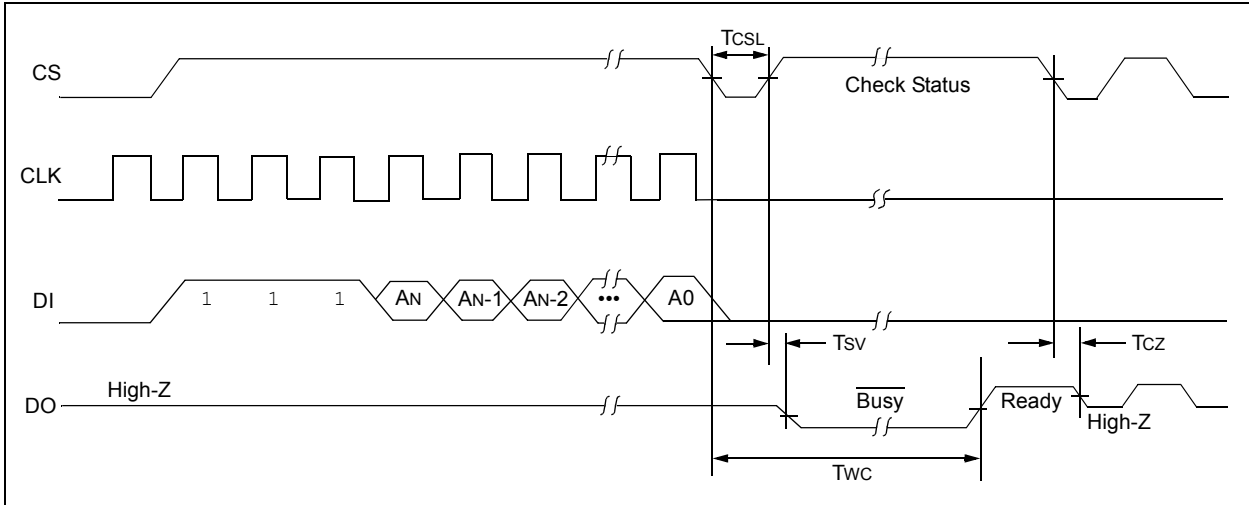 TCSL
CS
Check Status
CLK
DI 1 1 1 AN AN-1 AN-2 ••• A0
TSV
TCZ
High-Z
DO
Busy
Ready
High-Z
TWC